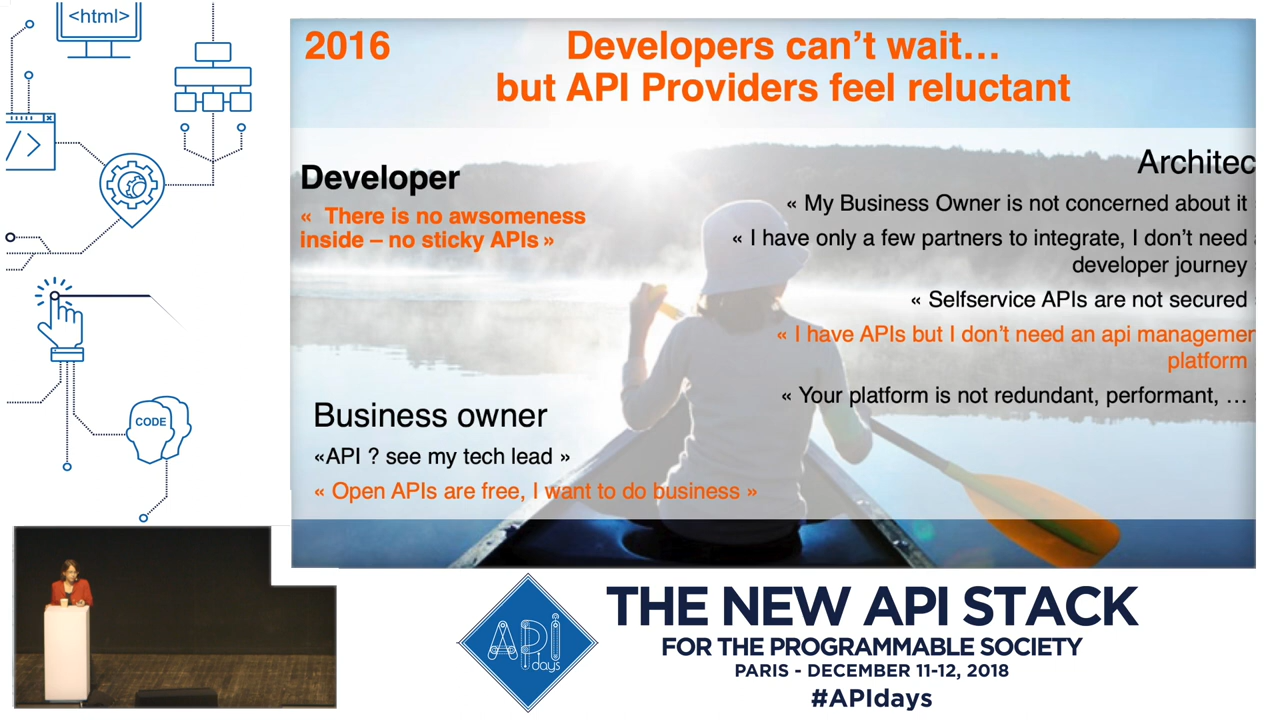 <html>
2016
Developers can't wait…
but API Providers feel reluctant
</>
Developer
« There is no awsomeness
inside – no sticky APIs »
Architec
« My Business Owner is not concerned about it
« I have only a few partners to integrate, I don't need
developer journey
« Selfservice APIs are not secured
« I have APIs but I don't need an api managemen
platform
« Your platform is not redundant, performant, …
Business owner
«API ? see my tech lead »
« Open APIs are free, I want to do business »
CODE
API
days
THE NEW API STACK
FOR THE PROGRAMMABLE SOCIETY
PARIS - DECEMBER 11-12, 2018
#APIdays